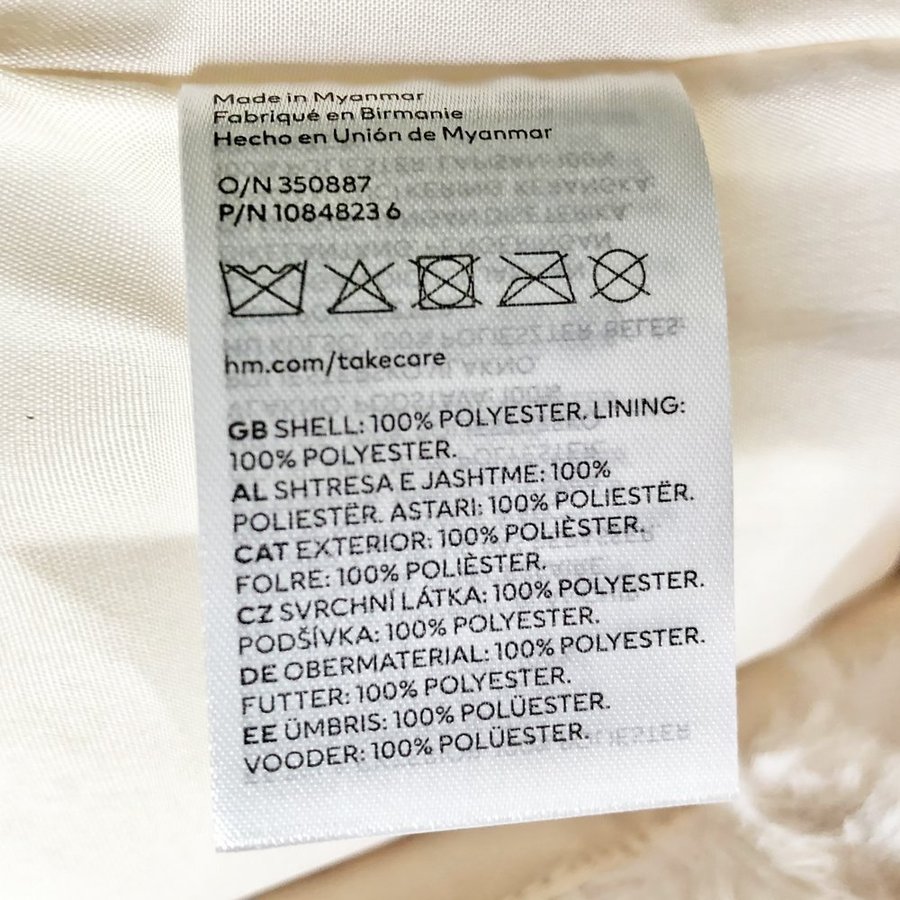 Made in Myanmar
Fabriqué en Birmanie
Hecho en Unión de Myanmar
O/N 350887
P/N 1084823 6
hm.com/takecare
GB SHELL: 100% POLYESTER. LINING:
100% POLYESTER.
AL SHTRESA E JASHTME: 100%
POLIESTËR. ASTARI: 100% POLIESTËR.
CAT EXTERIOR: 100% POLIÈSTER.
FOLRE: 100% POLIÈSTER.
CZ SVRCHNÍ LÁTKA: 100% POLYESTER.
PODŠÍVKA: 100% POLYESTER.
DE OBERMATERIAL: 100% POLYESTER.
FUTTER: 100% POLYESTER.
EE ÜMBRIS: 100% POLÜESTER.
VOODER: 100% POLÜESTER.